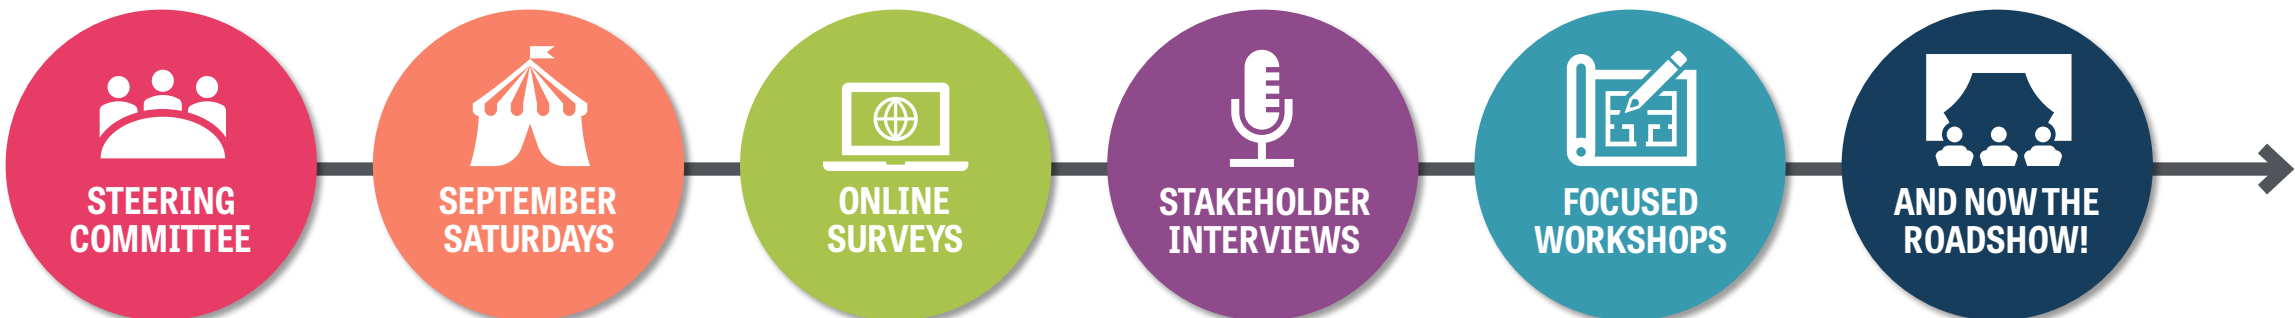 STEERING
COMMITTEE
SEPTEMBER
SATURDAYS
ONLINE
SURVEYS
STAKEHOLDER
INTERVIEWS
FOCUSED
WORKSHOPS
AND NOW THE
ROADSHOW!